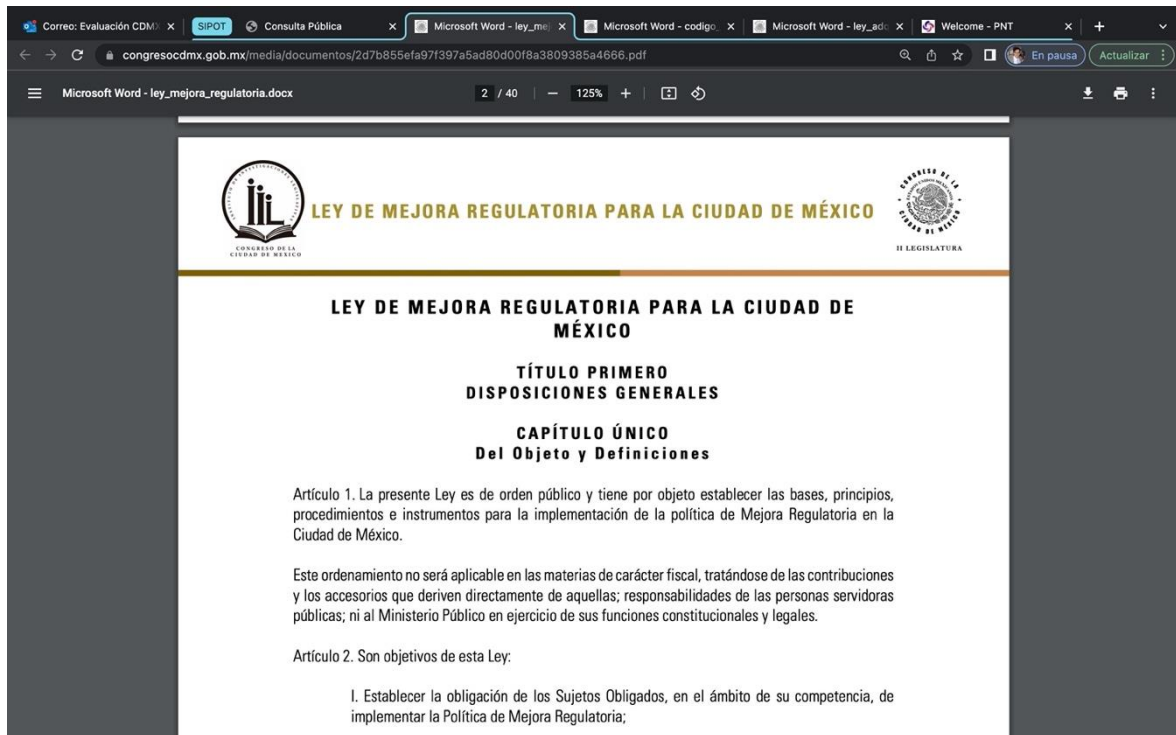 Correo: Evaluación CDMX
SIPOT
Consulta Pública
Microsoft Word - ley_mej
Microsoft Word - codigo_
Microsoft Word - ley_ado
Welcome - PNT
congresocdmx.gob.mx/media/documentos/2d7b855efa97f397a5ad80d00f8a3809385a4666.pdf
En pausa
Actualizar
Microsoft Word - ley_mejora_regulatoria.docx
2 / 40
125%
CONGRESO DE LA
CIUDAD DE MEXICO
LEY DE MEJORA REGULATORIA PARA LA CIUDAD DE MÉXICO
CONGRESO DE LA
CIUDAD DE MÉXICO
II LEGISLATURA
LEY DE MEJORA REGULATORIA PARA LA CIUDAD DE
MÉXICO
TÍTULO PRIMERO
DISPOSICIONES GENERALES
CAPÍTULO ÚNICO
Del Objeto y Definiciones
Artículo 1. La presente Ley es de orden público y tiene por objeto establecer las bases, principios,
procedimientos e instrumentos para la implementación de la política de Mejora Regulatoria en la
Ciudad de México.
Este ordenamiento no será aplicable en las materias de carácter fiscal, tratándose de las contribuciones
y los accesorios que deriven directamente de aquellas; responsabilidades de las personas servidoras
públicas; ni al Ministerio Público en ejercicio de sus funciones constitucionales y legales.
Artículo 2. Son objetivos de esta Ley:
I. Establecer la obligación de los Sujetos Obligados, en el ámbito de su competencia, de
implementar la Política de Mejora Regulatoria;